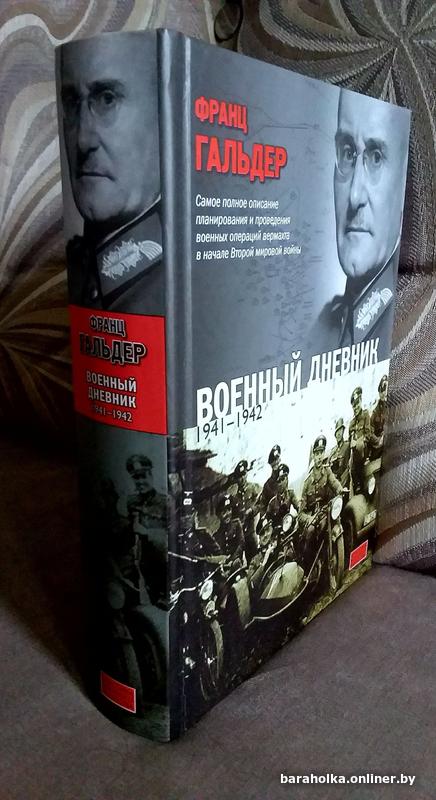 ФРАНЦ
ГАЛЬДЕР
Самое полное описание
планирования и проведения
военных операций вермахта
в начале Второй мировой войны
ВОЕННЫЙ ДНЕВНИК
1941–1942
ФРАНЦ
ГАЛЬДЕР
ВОЕННЫЙ
ДНЕВНИК
1941–1942
baraholka.onliner.by